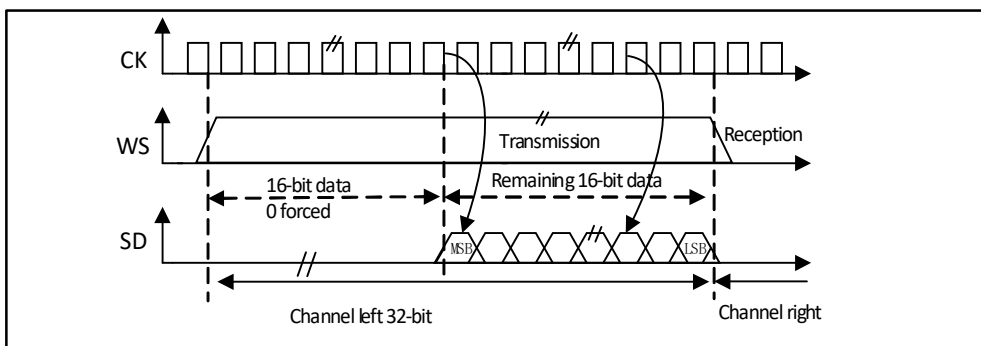 CK
WS
Transmission
Reception
16-bit data
0 forced
Remaining 16-bit data
SD
MSB
LSB
Channel left 32-bit
Channel right